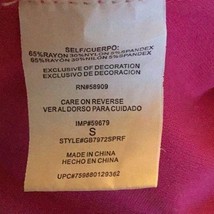 SELF/CUERPO:
65%RAYON 30%NYLON 5%SPANDEX
65%RAYON 30%NILON 5%SPANDEX
EXCLUSIVE OF DECORATION
EXCLUSIVO DE DECORACION
RN#58909
CARE ON REVERSE
VER AL DORSO PARA CUIDADO
IMP#59679
S
STYLE#GB7972SPRF
MADE IN CHINA
HECHO EN CHINA
UPC#798880129362